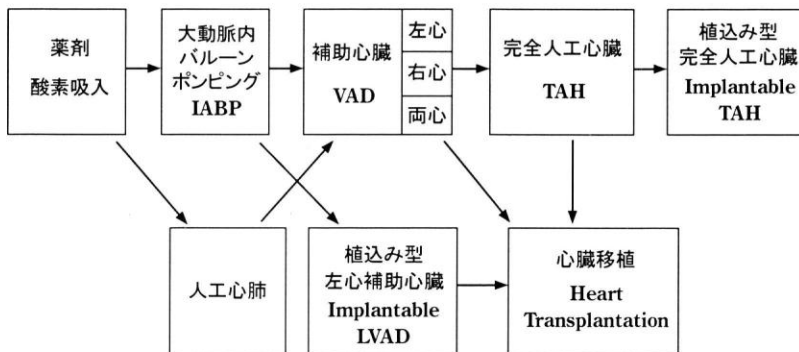 薬剤
酸素吸入
大動脈内
バルーン
ポンピング
IABP
補助心臓
VAD
左心
右心
両心
完全人工心臓
TAH
植込み型
完全人工心臓
Implantable
TAH
人工心肺
植込み型
左心補助心臓
Implantable
LVAD
心臓移植
Heart
Transplantation